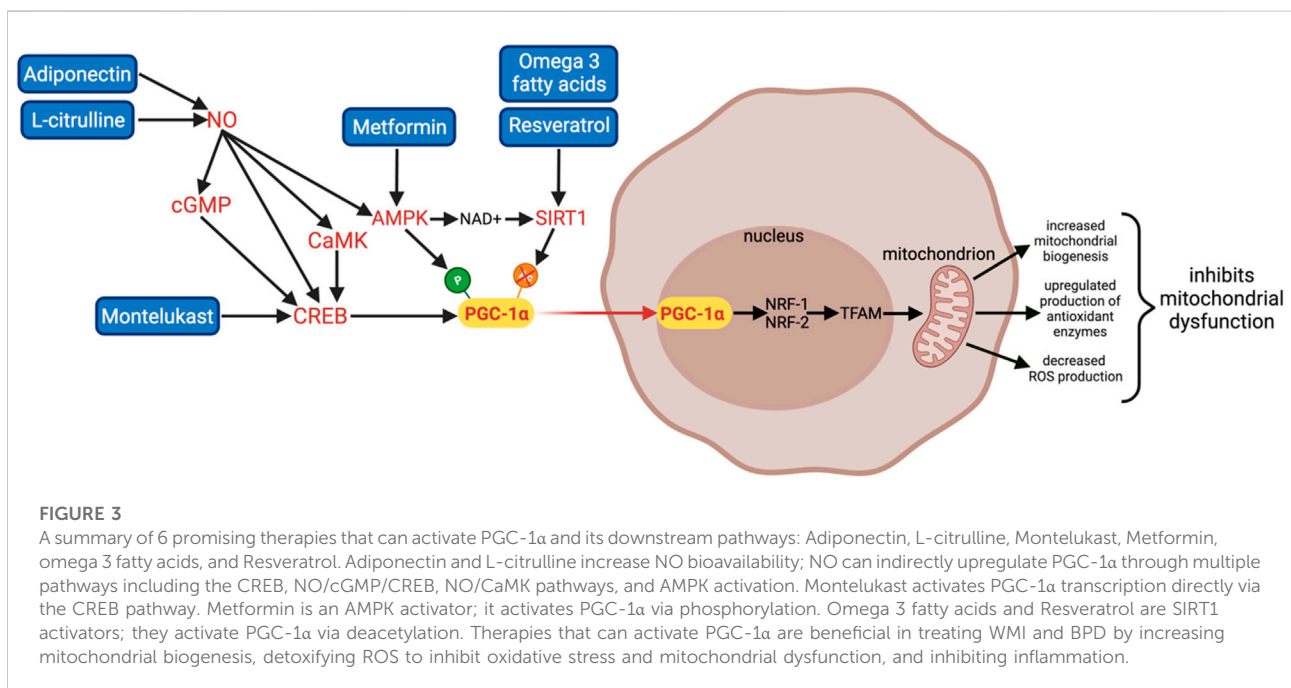 Adiponectin
L-citrulline
NO
Metformin
Omega 3
fatty acids
Resveratrol
cGMP
CaMK
AMPK
NAD+
SIRT1
Montelukast
CREB
P
PGC-1α
nucleus
PGC-1α
NRF-1
NRF-2
TFAM
mitochondrion
increased
mitochondrial
biogenesis
upregulated
production of
antioxidant
enzymes
decreased
ROS production
inhibits
mitochondrial
dysfunction
FIGURE 3
A summary of 6 promising therapies that can activate PGC-1α and its downstream pathways: Adiponectin, L-citrulline, Montelukast, Metformin,
omega 3 fatty acids, and Resveratrol. Adiponectin and L-citrulline increase NO bioavailability; NO can indirectly upregulate PGC-1α through multiple
pathways including the CREB, NO/cGMP/CREB, NO/CaMK pathways, and AMPK activation. Montelukast activates PGC-1α transcription directly via
the CREB pathway. Metformin is an AMPK activator; it activates PGC-1α via phosphorylation. Omega 3 fatty acids and Resveratrol are SIRT1
activators; they activate PGC-1α via deacetylation. Therapies that can activate PGC-1α are beneficial in treating WMI and BPD by increasing
mitochondrial biogenesis, detoxifying ROS to inhibit oxidative stress and mitochondrial dysfunction, and inhibiting inflammation.